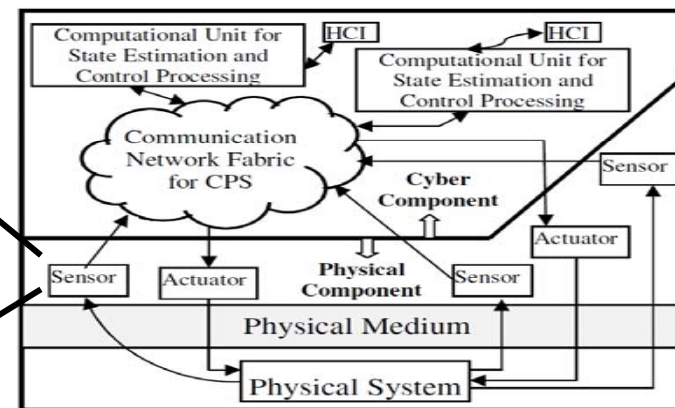 Computational Unit for
State Estimation and
Control Processing
HCI
HCI
Computational Unit for
State Estimation and
Control Processing
Communication
Network Fabric
for CPS
Cyber
Component
Sensor
Actuator
Sensor
Actuator
Physical
Component
Sensor
Physical Medium
Physical System